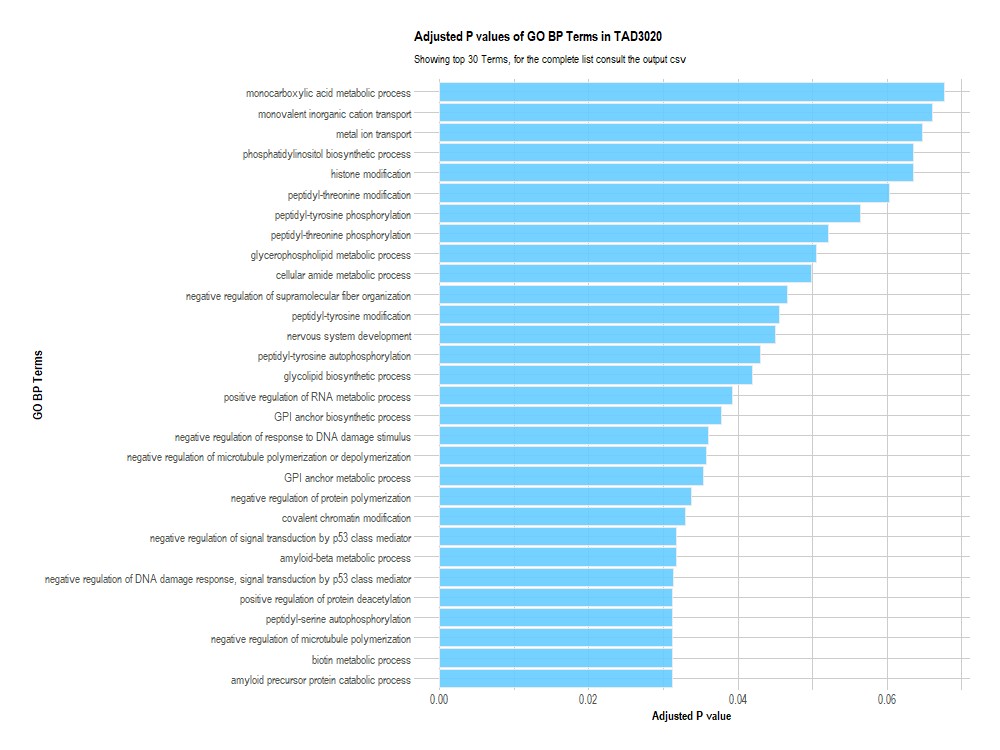 Adjusted P values of GO BP Terms in TAD3020
Showing top 30 Terms, for the complete list consult the output csv
GO BP Terms
monocarboxylic acid metabolic process
monovalent inorganic cation transport
metal ion transport
phosphatidylinositol biosynthetic process
histone modification
peptidyl-threonine modification
peptidyl-tyrosine phosphorylation
peptidyl-threonine phosphorylation
glycerophospholipid metabolic process
cellular amide metabolic process
negative regulation of supramolecular fiber organization
peptidyl-tyrosine modification
nervous system development
peptidyl-tyrosine autophosphorylation
glycolipid biosynthetic process
positive regulation of RNA metabolic process
GPI anchor biosynthetic process
negative regulation of response to DNA damage stimulus
negative regulation of microtubule polymerization or depolymerization
GPI anchor metabolic process
negative regulation of protein polymerization
covalent chromatin modification
negative regulation of signal transduction by p53 class mediator
amyloid-beta metabolic process
negative regulation of DNA damage response, signal transduction by p53 class mediator
positive regulation of protein deacetylation
peptidyl-serine autophosphorylation
negative regulation of microtubule polymerization
biotin metabolic process
amyloid precursor protein catabolic process
0.00 0.02 0.04 0.06
Adjusted P value